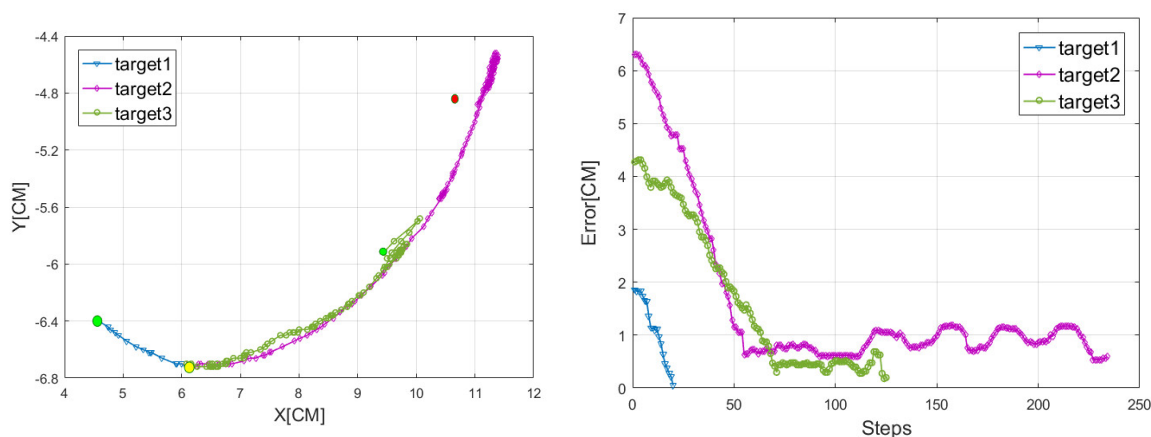 -4.4
-4.8
-5.2
-5.6
-6
-6.4
-6.8
Y[CM]
target1
target2
target3
4 5 6 7 8 9 10 11 12
X[CM]
7
6
5
4
3
2
1
0
Error[CM]
target1
target2
target3
0 50 100 150 200 250
Steps